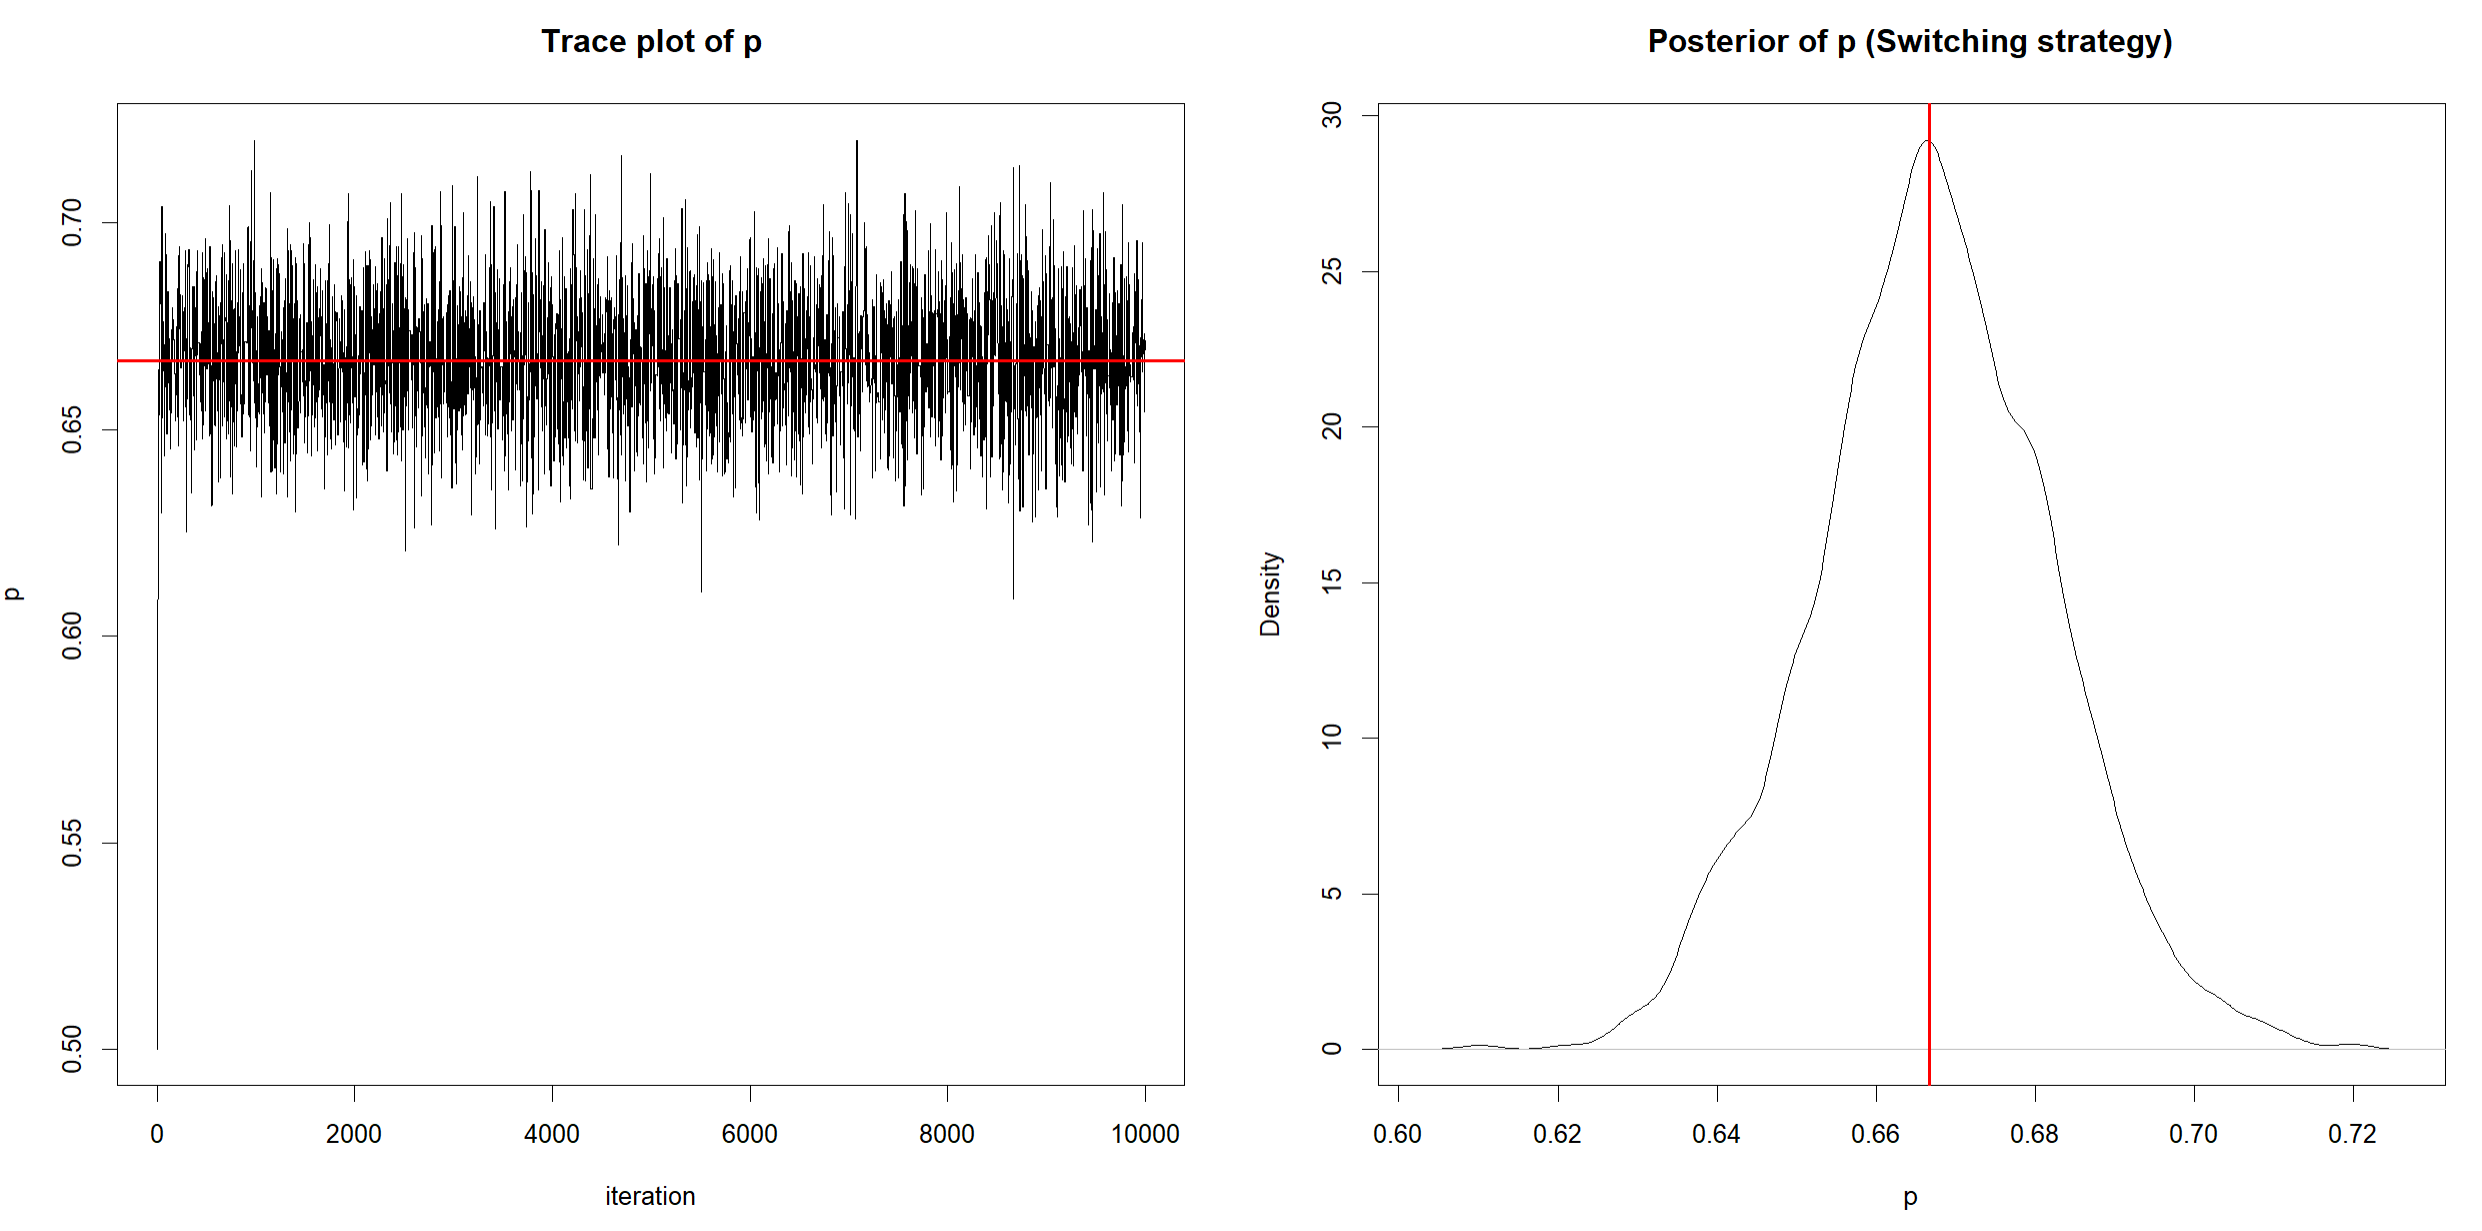 Trace plot of p
p
0.70
0.65
0.60
0.55
0.50
0 2000 4000 6000 8000 10000
iteration
Posterior of p (Switching strategy)
Density
30
25
20
15
10
5
0
0.60 0.62 0.64 0.66 0.68 0.70 0.72
p